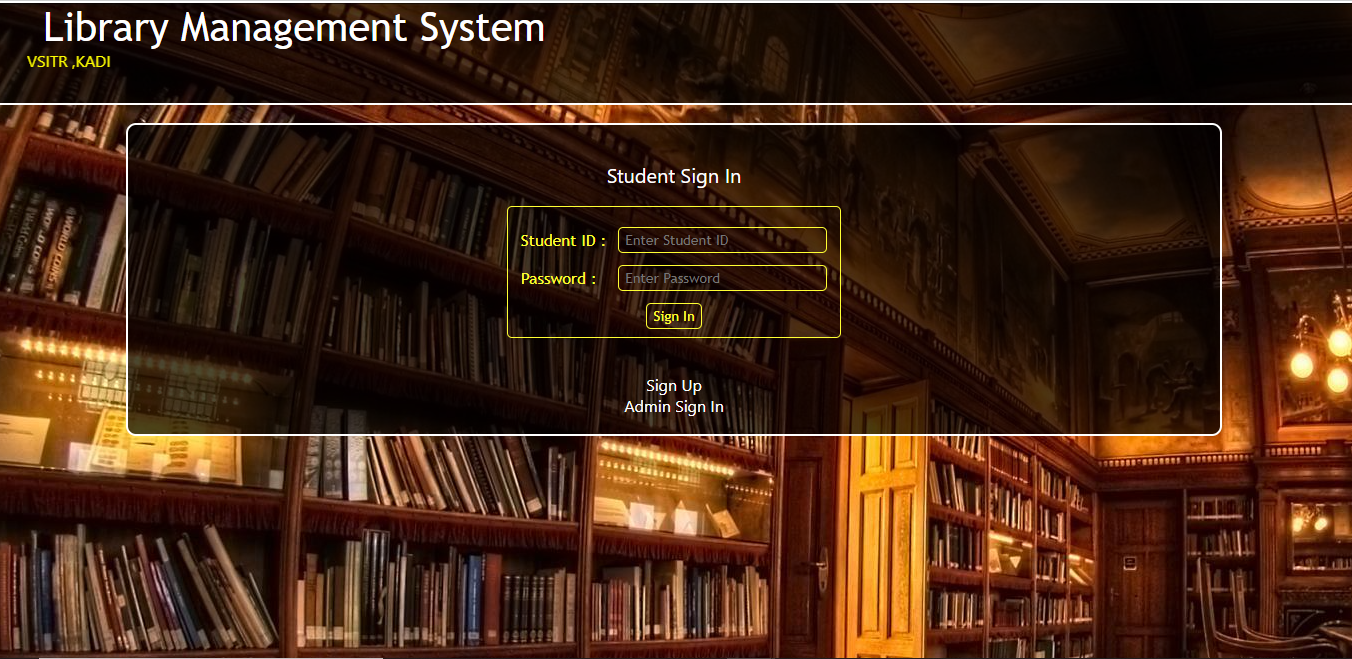 Library Management System
VSITR ,KADI
Student Sign In
Student ID : Enter Student ID
Password : Enter Password
Sign In
Sign Up
Admin Sign In